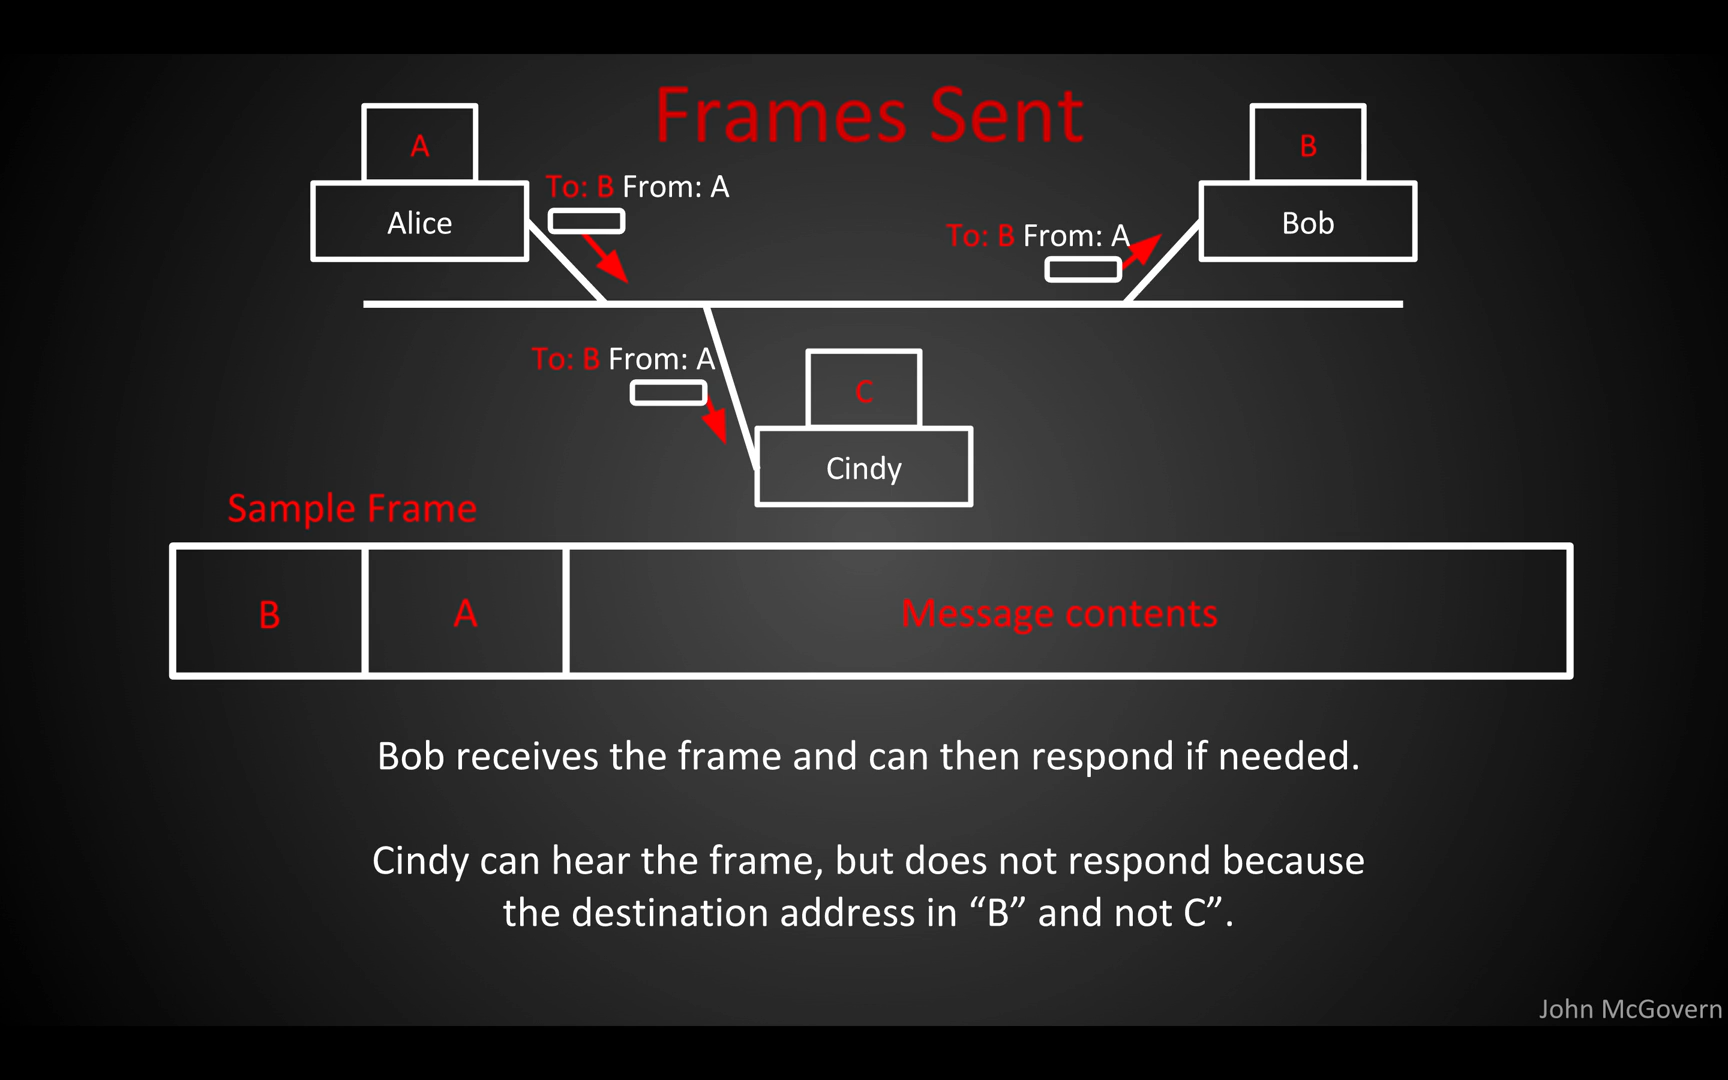 Frames Sent
A
Alice
To: B From: A
B
Bob
To: B From: A
To: B From: A
C
Cindy
Sample Frame
B
A
Message contents
Bob receives the frame and can then respond if needed.
Cindy can hear the frame, but does not respond because
the destination address in “B” and not C”.
John McGovern